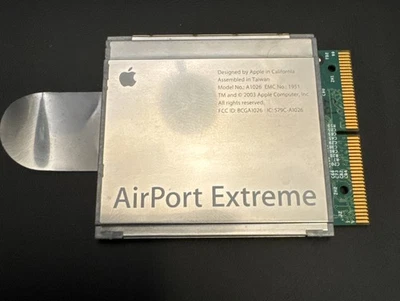 Designed by Apple in California
Assembled in Taiwan
Model No.: A1026 EMC No.: 1951
TM and © 2003 Apple Computer, Inc.
All rights reserved.
FCC ID: BCGA1026 · IC: 579C-A1026
AirPort Extreme